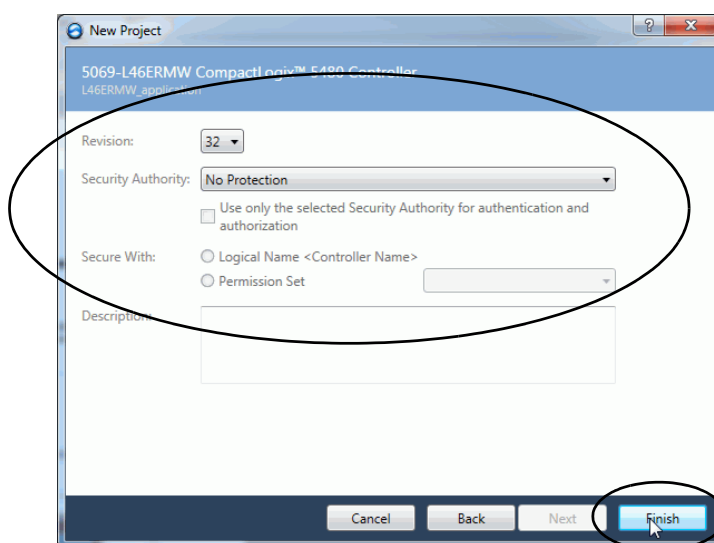 New Project
5069-L46ERMW CompactLogix™ 5480 Controller
L46ERMW_application
Revision:
32
Security Authority:
No Protection
Use only the selected Security Authority for authentication and
authorization
Secure With:
Logical Name <Controller Name>
Permission Set
Description:
Cancel
Back
Next
Finish